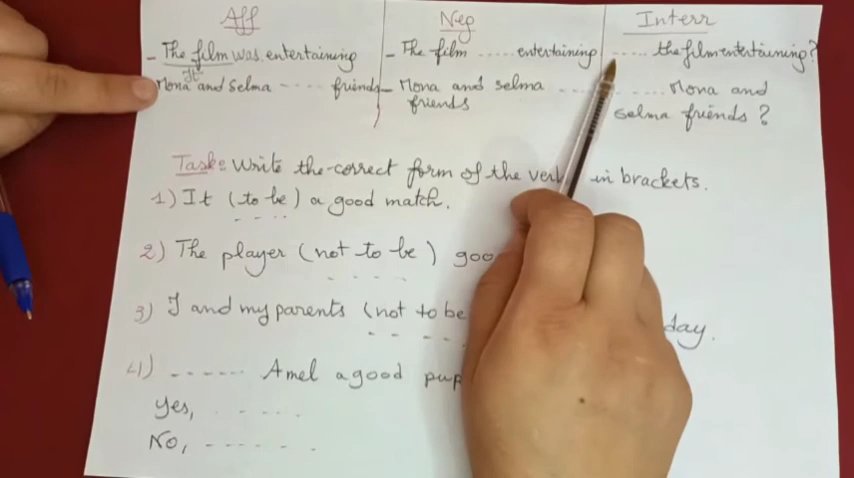 Aff
Neg
Interr
- The film was entertaining
It
Mona and Selma - - - - friends
- The film ..... entertaining
- Mona and selma ....
friends
..... the film entertaining?
..... Mona and
selma friends ?
Task: Write the correct form of the verb in brackets.
1) It (to be) a good match.
- - - -
2) The player (not to be)
- - - -
3) I and my parents (not to be
- - - -
4) - - - - - - Amel a good
Yes, - - - - -
No, - - - - - -